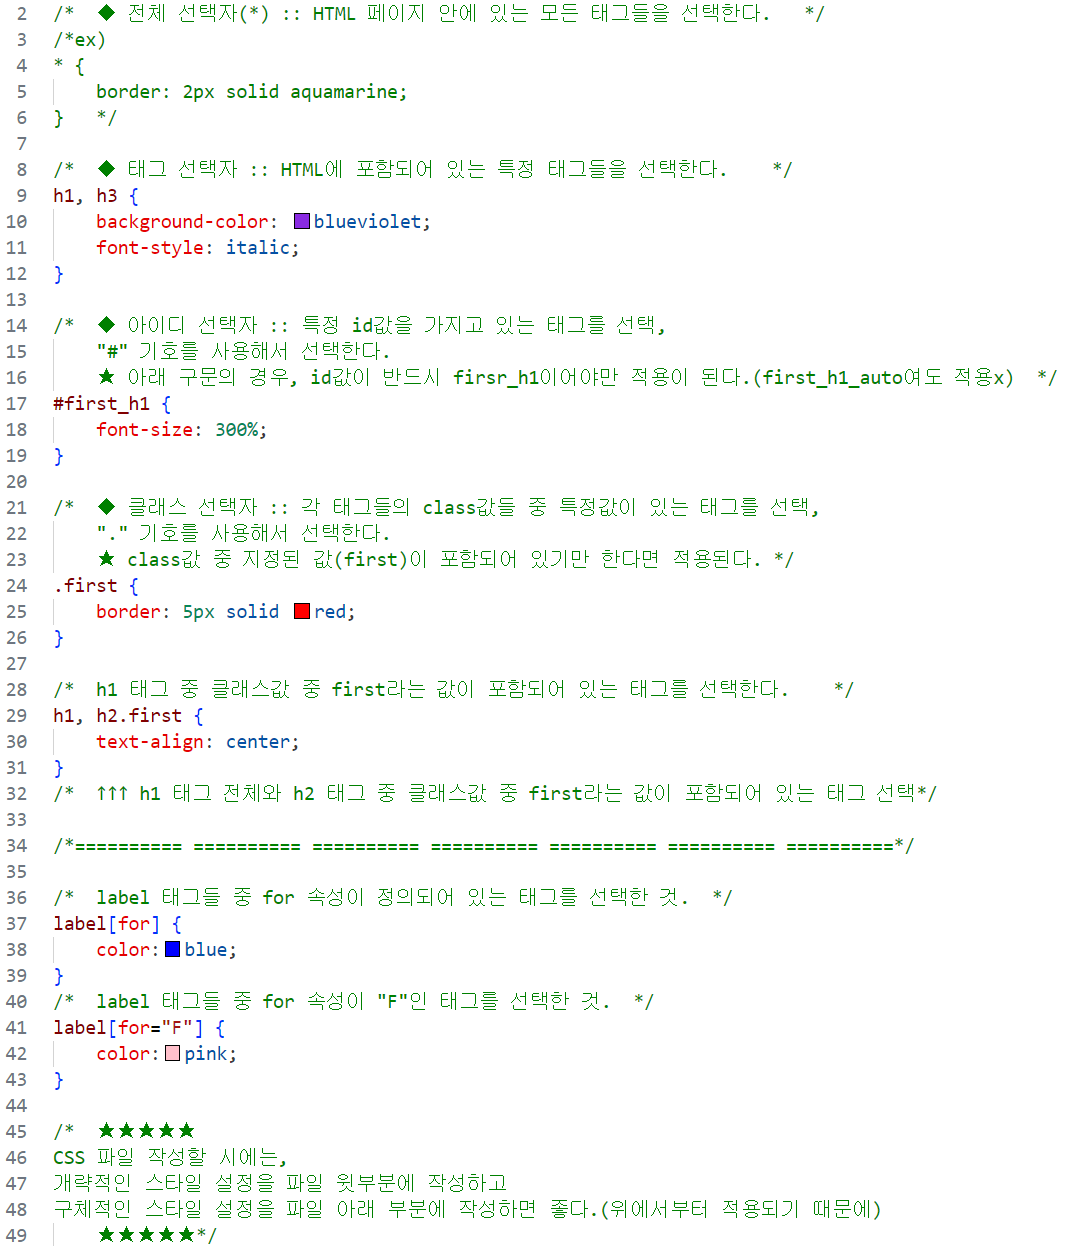 2 /*  ◆ 전체 선택자(*) :: HTML 페이지 안에 있는 모든 태그들을 선택한다.   */
3 /*ex)
4 * {
5     border: 2px solid aquamarine;
6 }   */
7
8 /*  ◆ 태그 선택자 :: HTML에 포함되어 있는 특정 태그들을 선택한다.    */
9 h1, h3 {
10     background-color: blueviolet;
11     font-style: italic;
12 }
13
14 /*  ◆ 아이디 선택자 :: 특정 id값을 가지고 있는 태그를 선택,
15     "#" 기호를 사용해서 선택한다.
16     ★ 아래 구문의 경우, id값이 반드시 firsr_h1이어야만 적용이 된다.(first_h1_auto여도 적용x)  */
17 #first_h1 {
18     font-size: 300%;
19 }
20
21 /*  ◆ 클래스 선택자 :: 각 태그들의 class값들 중 특정값이 있는 태그를 선택,
22     "." 기호를 사용해서 선택한다.
23     ★ class값 중 지정된 값(first)이 포함되어 있기만 한다면 적용된다. */
24 .first {
25     border: 5px solid red;
26 }
27
28 /*  h1 태그 중 클래스값 중 first라는 값이 포함되어 있는 태그를 선택한다.    */
29 h1, h2.first {
30     text-align: center;
31 }
32 /*  ↑↑↑ h1 태그 전체와 h2 태그 중 클래스값 중 first라는 값이 포함되어 있는 태그 선택*/
33
34 /*========== ========== ========== ========== ========== ========== ==========*/
35
36 /*  label 태그들 중 for 속성이 정의되어 있는 태그를 선택한 것.  */
37 label[for] {
38     color: blue;
39 }
40 /*  label 태그들 중 for 속성이 "F"인 태그를 선택한 것.  */
41 label[for="F"] {
42     color: pink;
43 }
44
45 /*  ★★★★★
46 CSS 파일 작성할 시에는,
47 개략적인 스타일 설정을 파일 윗부분에 작성하고
48 구체적인 스타일 설정을 파일 아래 부분에 작성하면 좋다.(위에서부터 적용되기 때문에)
49     ★★★★★*/